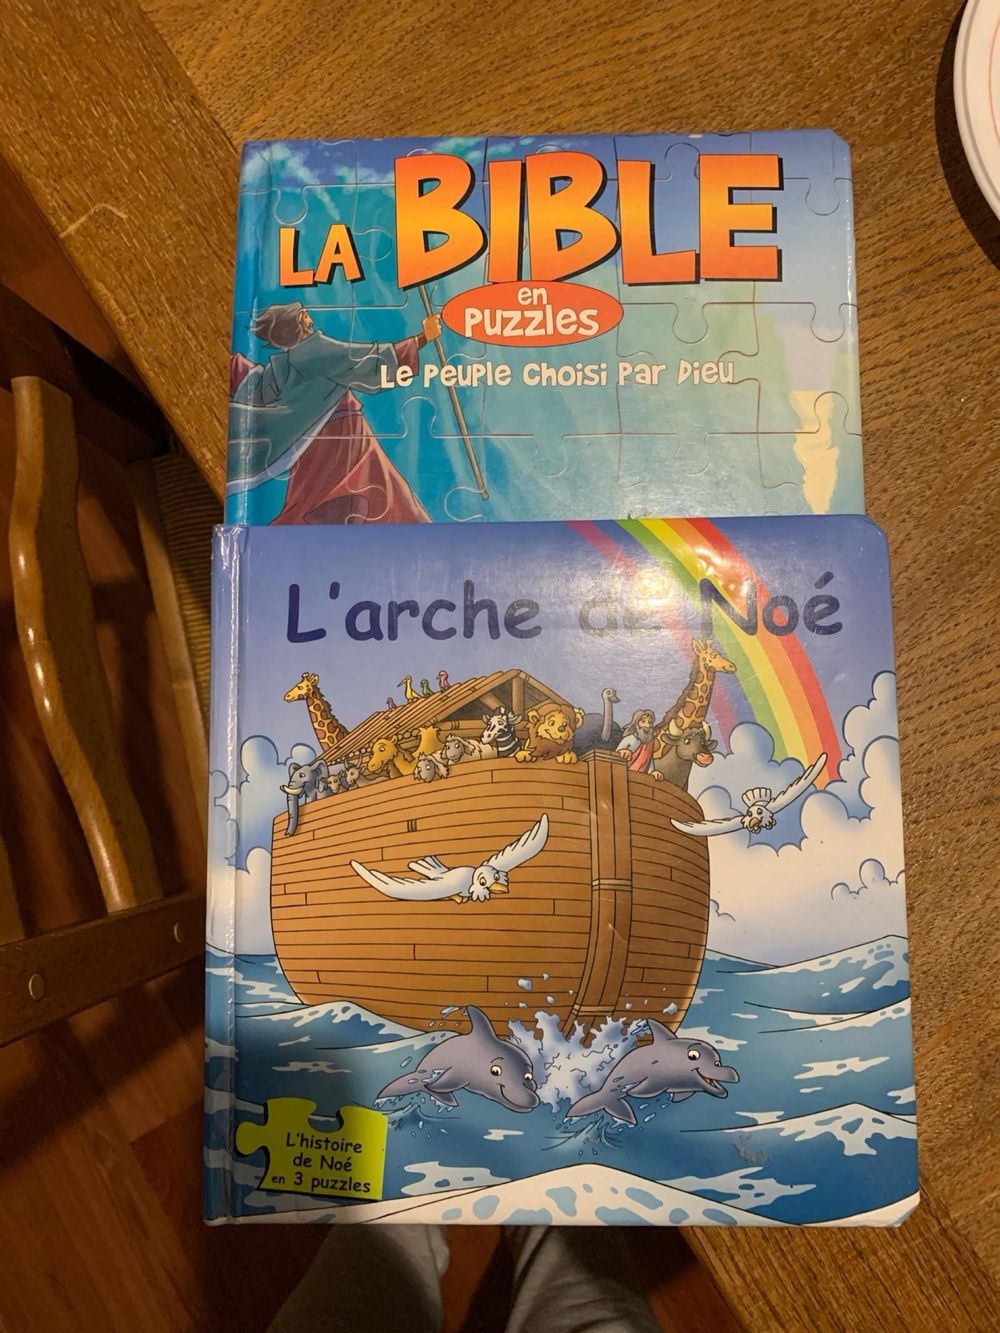 LA BIBLE
en
PUZZLES
Le Peuple Choisi Par Dieu
L'arche de Noé
L'histoire
de Noé
en 3 puzzles